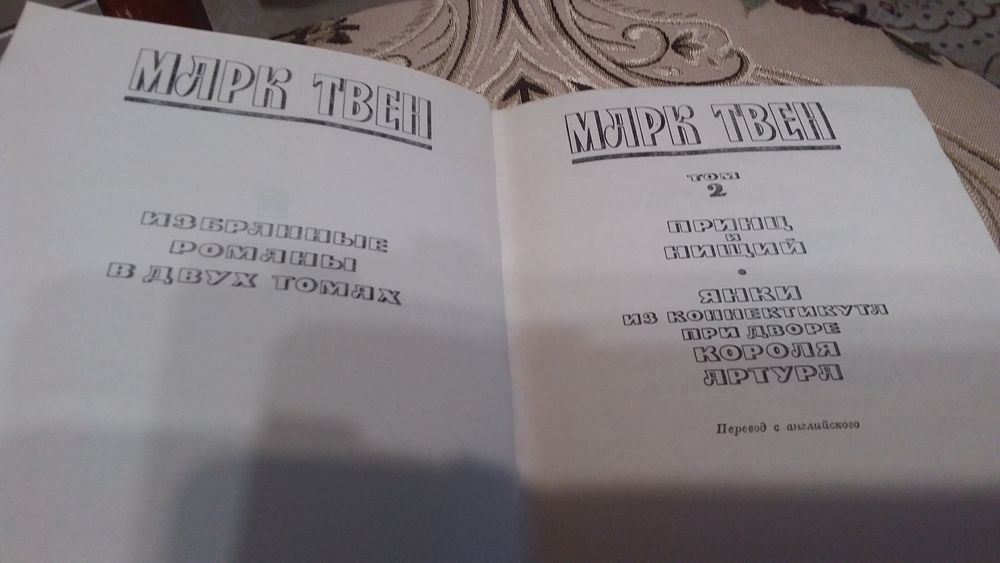 МАРК ТВЕН
ИЗБРАННЫЕ
РОМАНЫ
В ДВУХ ТОМАХ
МАРК ТВЕН
ТОМ
2
ПРИНЦ
И
НИЩИЙ
•
ЯНКИ
ИЗ КОННЕКТИКУТА
ПРИ ДВОРЕ
КОРОЛЯ
АРТУРА
Перевод с английского